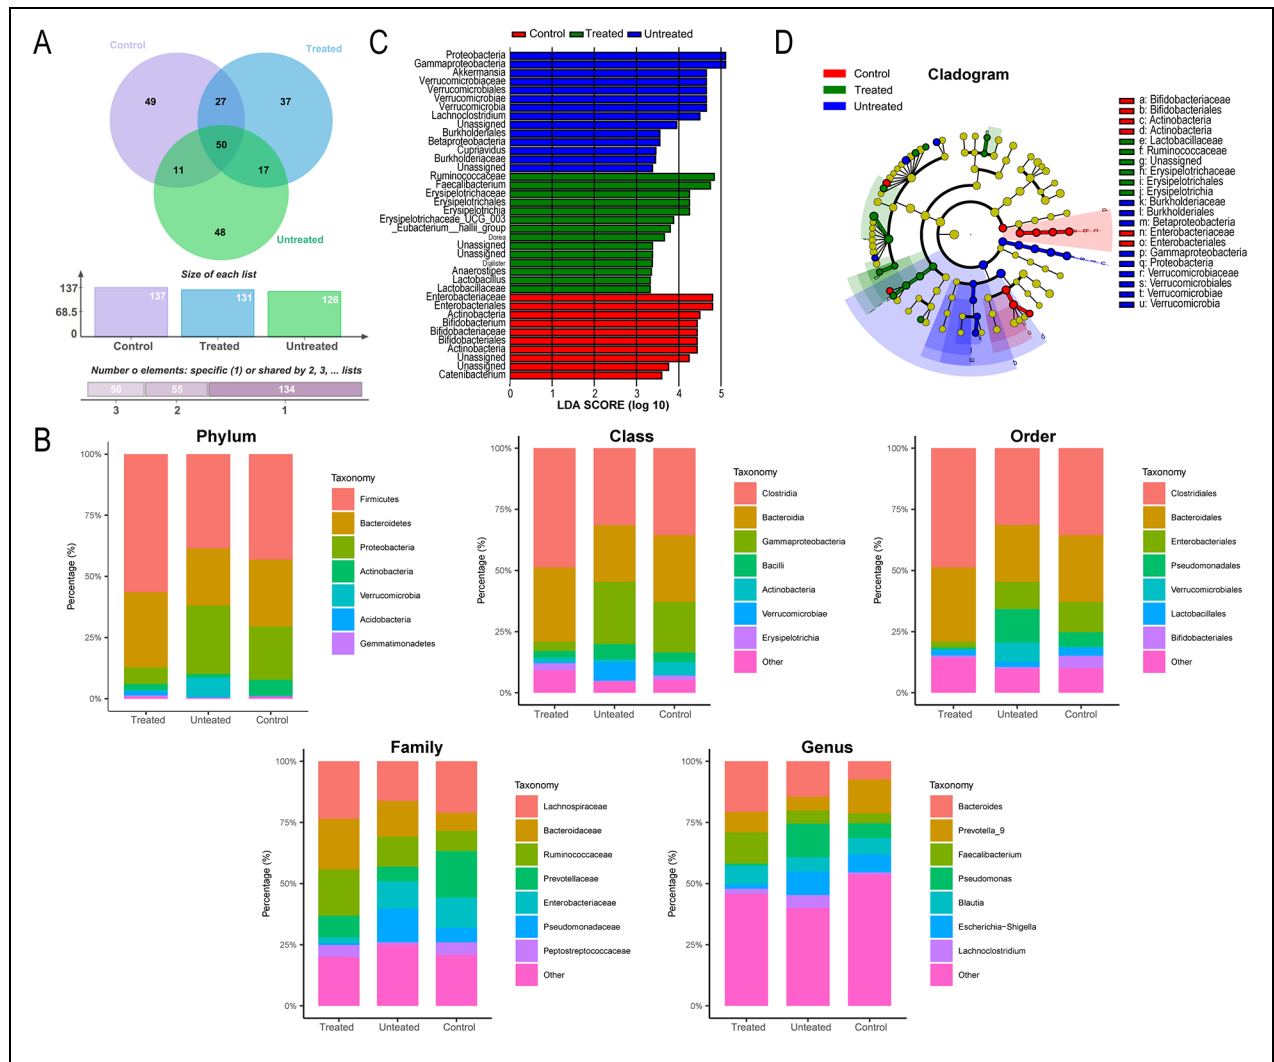 A
Control
Treated
49
27
37
50
11
17
48
Untreated
Size of each list
137
68.5
0
137
131
126
Control
Treated
Untreated
Number o elements: specific (1) or shared by 2, 3, ... lists
50
55
134
3
2
1
C
Control
Treated
Untreated
Proteobacteria
Gammaproteobacteria
Akkermansia
Verrucomicrobiaceae
Verrucomicrobiales
Verrucomicrobiae
Verrucomicrobia
Lachnoclostridium
Unassigned
Burkholderiales
Betaproteobacteria
Cupriavidus
Burkholderiaceae
Unassigned
Ruminococcaceae
Faecalibacterium
Erysipelotrichaceae
Erysipelotrichales
Erysipelotrichia
Erysipelotrichaceae_UCG_003
_Eubacterium__hallii_group
Dorea
Unassigned
Unassigned
Dialister
Anaerostipes
Lactobacillus
Lactobacillaceae
Enterobacteriaceae
Enterobacteriales
Actinobacteria
Bifidobacterium
Bifidobacteriaceae
Bifidobacteriales
Actinobacteria
Unassigned
Unassigned
Catenibacterium
0 1 2 3 4 5
LDA SCORE (log 10)
D
Control
Treated
Untreated
Cladogram
a: Bifidobacteriaceae
b: Bifidobacteriales
c: Actinobacteria
d: Actinobacteria
e: Lactobacillaceae
f: Ruminococcaceae
g: Unassigned
h: Erysipelotrichaceae
i: Erysipelotrichales
j: Erysipelotrichia
k: Burkholderiaceae
l: Burkholderiales
m: Betaproteobacteria
n: Enterobacteriaceae
o: Enterobacteriales
p: Gammaproteobacteria
q: Proteobacteria
r: Verrucomicrobiaceae
s: Verrucomicrobiales
t: Verrucomicrobiae
u: Verrucomicrobia
B
Phylum
Percentage (%)
100%
75%
50%
25%
0%
Treated
Unteated
Control
Taxonomy
Firmicutes
Bacteroidetes
Proteobacteria
Actinobacteria
Verrucomicrobia
Acidobacteria
Gemmatimonadetes
Class
Percentage (%)
100%
75%
50%
25%
0%
Treated
Unteated
Control
Taxonomy
Clostridia
Bacteroidia
Gammaproteobacteria
Bacilli
Actinobacteria
Verrucomicrobiae
Erysipelotrichia
Other
Order
Percentage (%)
100%
75%
50%
25%
0%
Treated
Unteated
Control
Taxonomy
Clostridiales
Bacteroidales
Enterobacteriales
Pseudomonadales
Verrucomicrobiales
Lactobacillales
Bifidobacteriales
Other
Family
Percentage (%)
100%
75%
50%
25%
0%
Treated
Unteated
Control
Taxonomy
Lachnospiraceae
Bacteroidaceae
Ruminococcaceae
Prevotellaceae
Enterobacteriaceae
Pseudomonadaceae
Peptostreptococcaceae
Other
Genus
Percentage (%)
100%
75%
50%
25%
0%
Treated
Unteated
Control
Taxonomy
Bacteroides
Prevotella_9
Faecalibacterium
Pseudomonas
Blautia
Escherichia−Shigella
Lachnoclostridium
Other